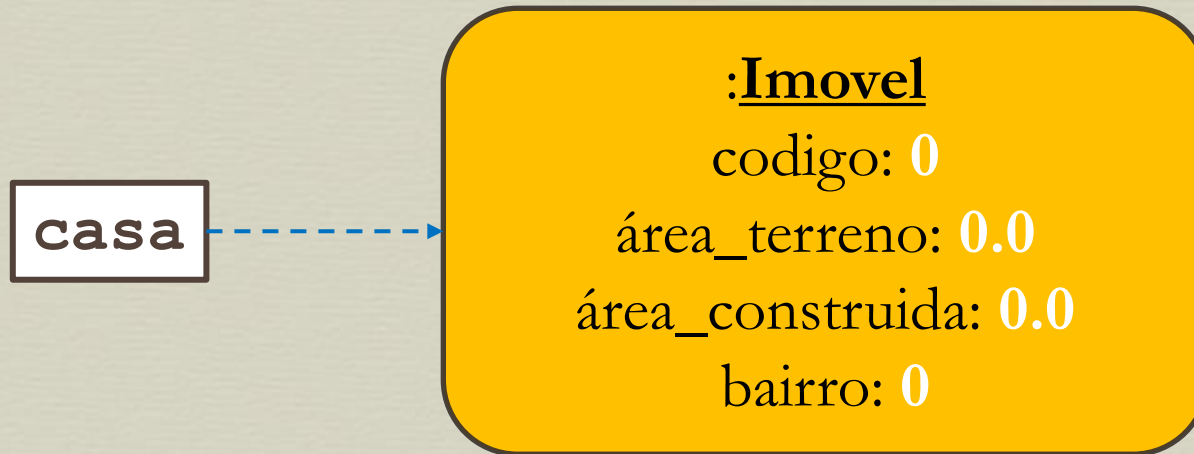 :Imovel
codigo: 0
casa
área_terreno: 0.0
área_construida: 0.0
bairro: 0